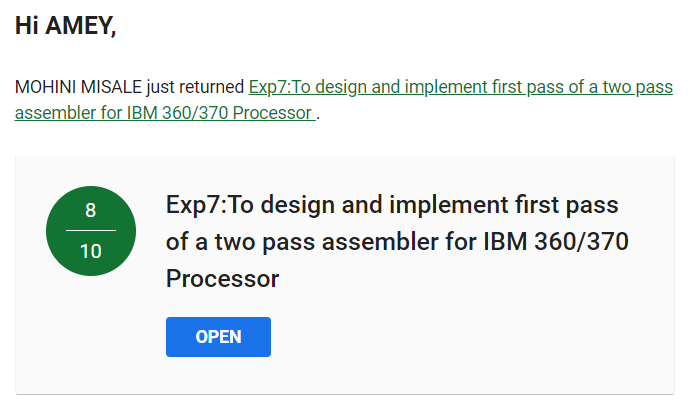 Hi AMEY,
MOHINI MISALE just returned Exp7:To design and implement first pass of a two pass
assembler for IBM 360/370 Processor .
8
10
Exp7:To design and implement first pass
of a two pass assembler for IBM 360/370
Processor
OPEN